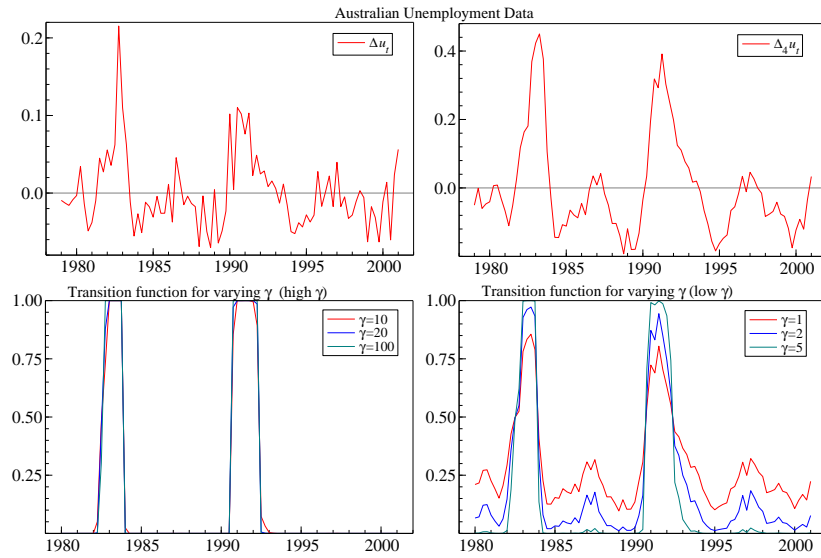 Australian Unemployment Data
0.2
0.1
0.0
Δuₜ
1980 1985 1990 1995 2000
0.4
0.2
0.0
Δ₄uₜ
1980 1985 1990 1995 2000
Transition function for varying γ (high γ)
1.00
0.75
0.50
0.25
γ=10
γ=20
γ=100
1980 1985 1990 1995 2000
Transition function for varying γ (low γ)
1.00
0.75
0.50
0.25
γ=1
γ=2
γ=5
1980 1985 1990 1995 2000